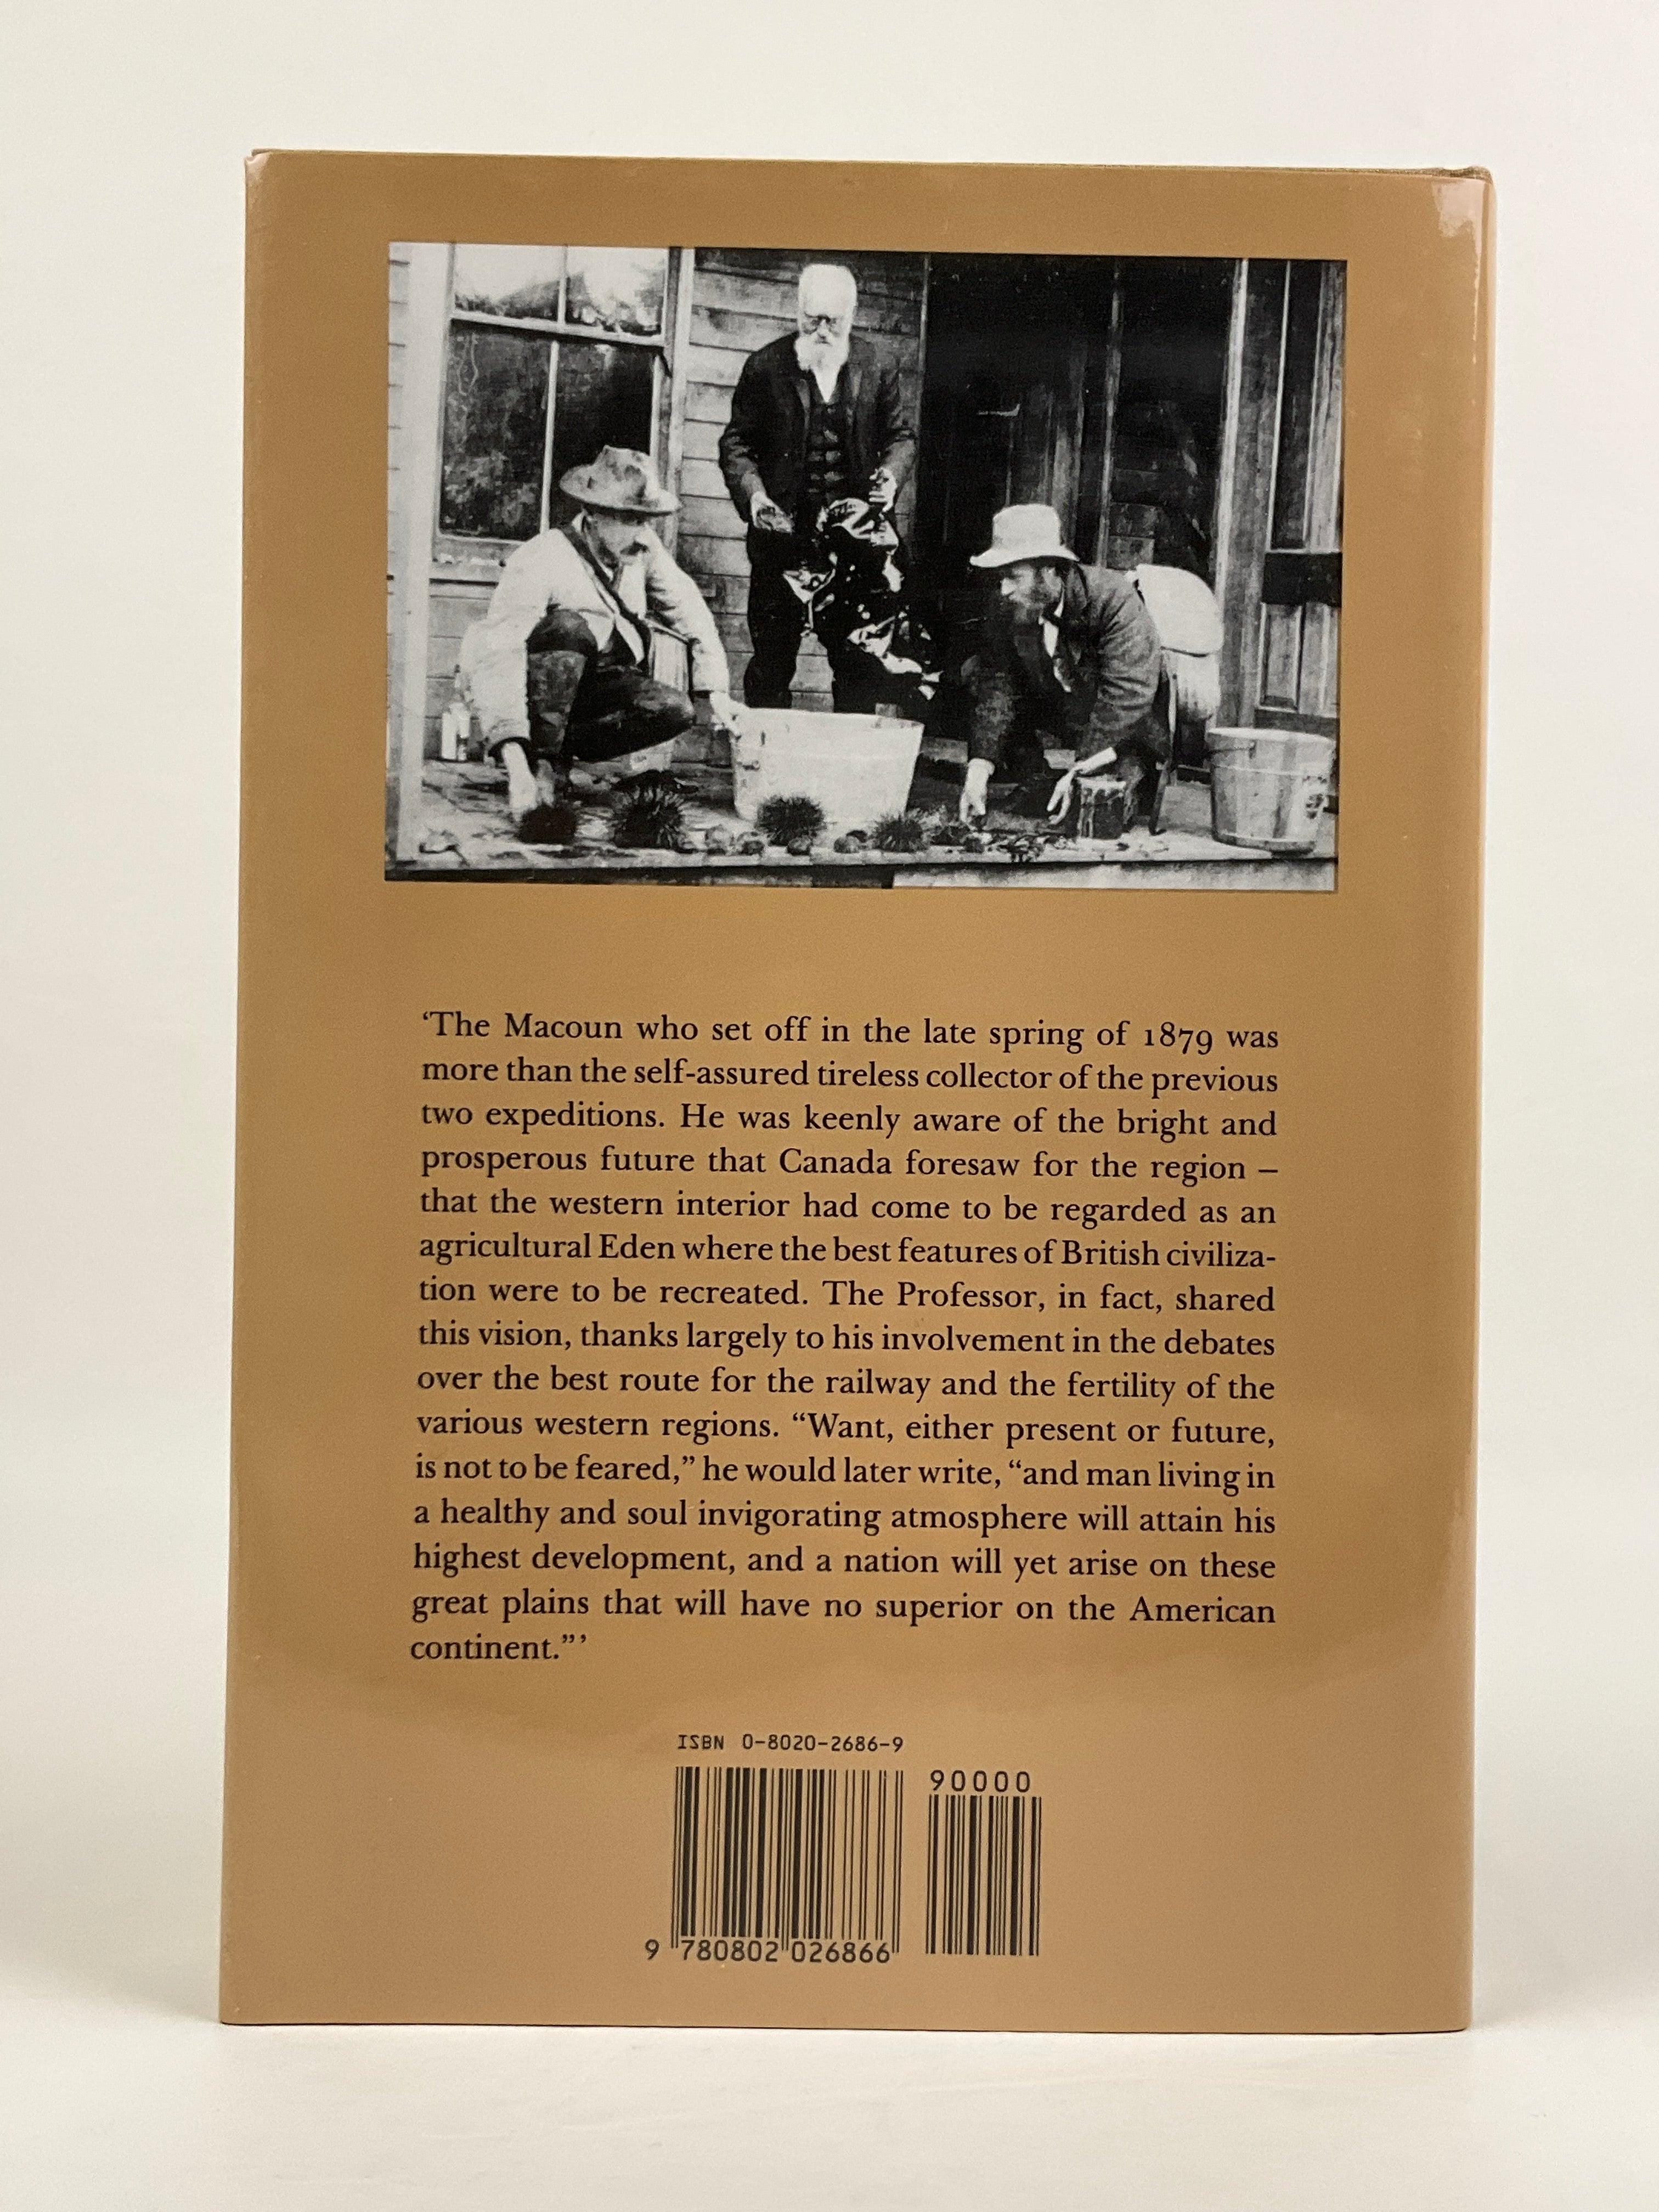 ‘The Macoun who set off in the late spring of 1879 was
more than the self-assured tireless collector of the previous
two expeditions. He was keenly aware of the bright and
prosperous future that Canada foresaw for the region –
that the western interior had come to be regarded as an
agricultural Eden where the best features of British civiliza-
tion were to be recreated. The Professor, in fact, shared
this vision, thanks largely to his involvement in the debates
over the best route for the railway and the fertility of the
various western regions. “Want, either present or future,
is not to be feared,” he would later write, “and man living in
a healthy and soul invigorating atmosphere will attain his
highest development, and a nation will yet arise on these
great plains that will have no superior on the American
continent.”’
ISBN 0-8020-2686-9
90000
9 780802 026866